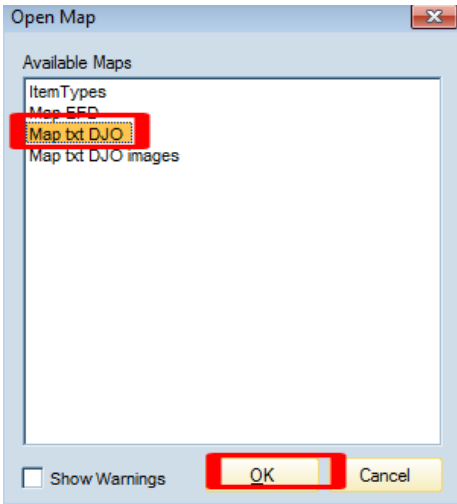 Open Map
Available Maps
ItemTypes
Map EFD
Map txt DJO
Map txt DJO images
Show Warnings
OK
Cancel